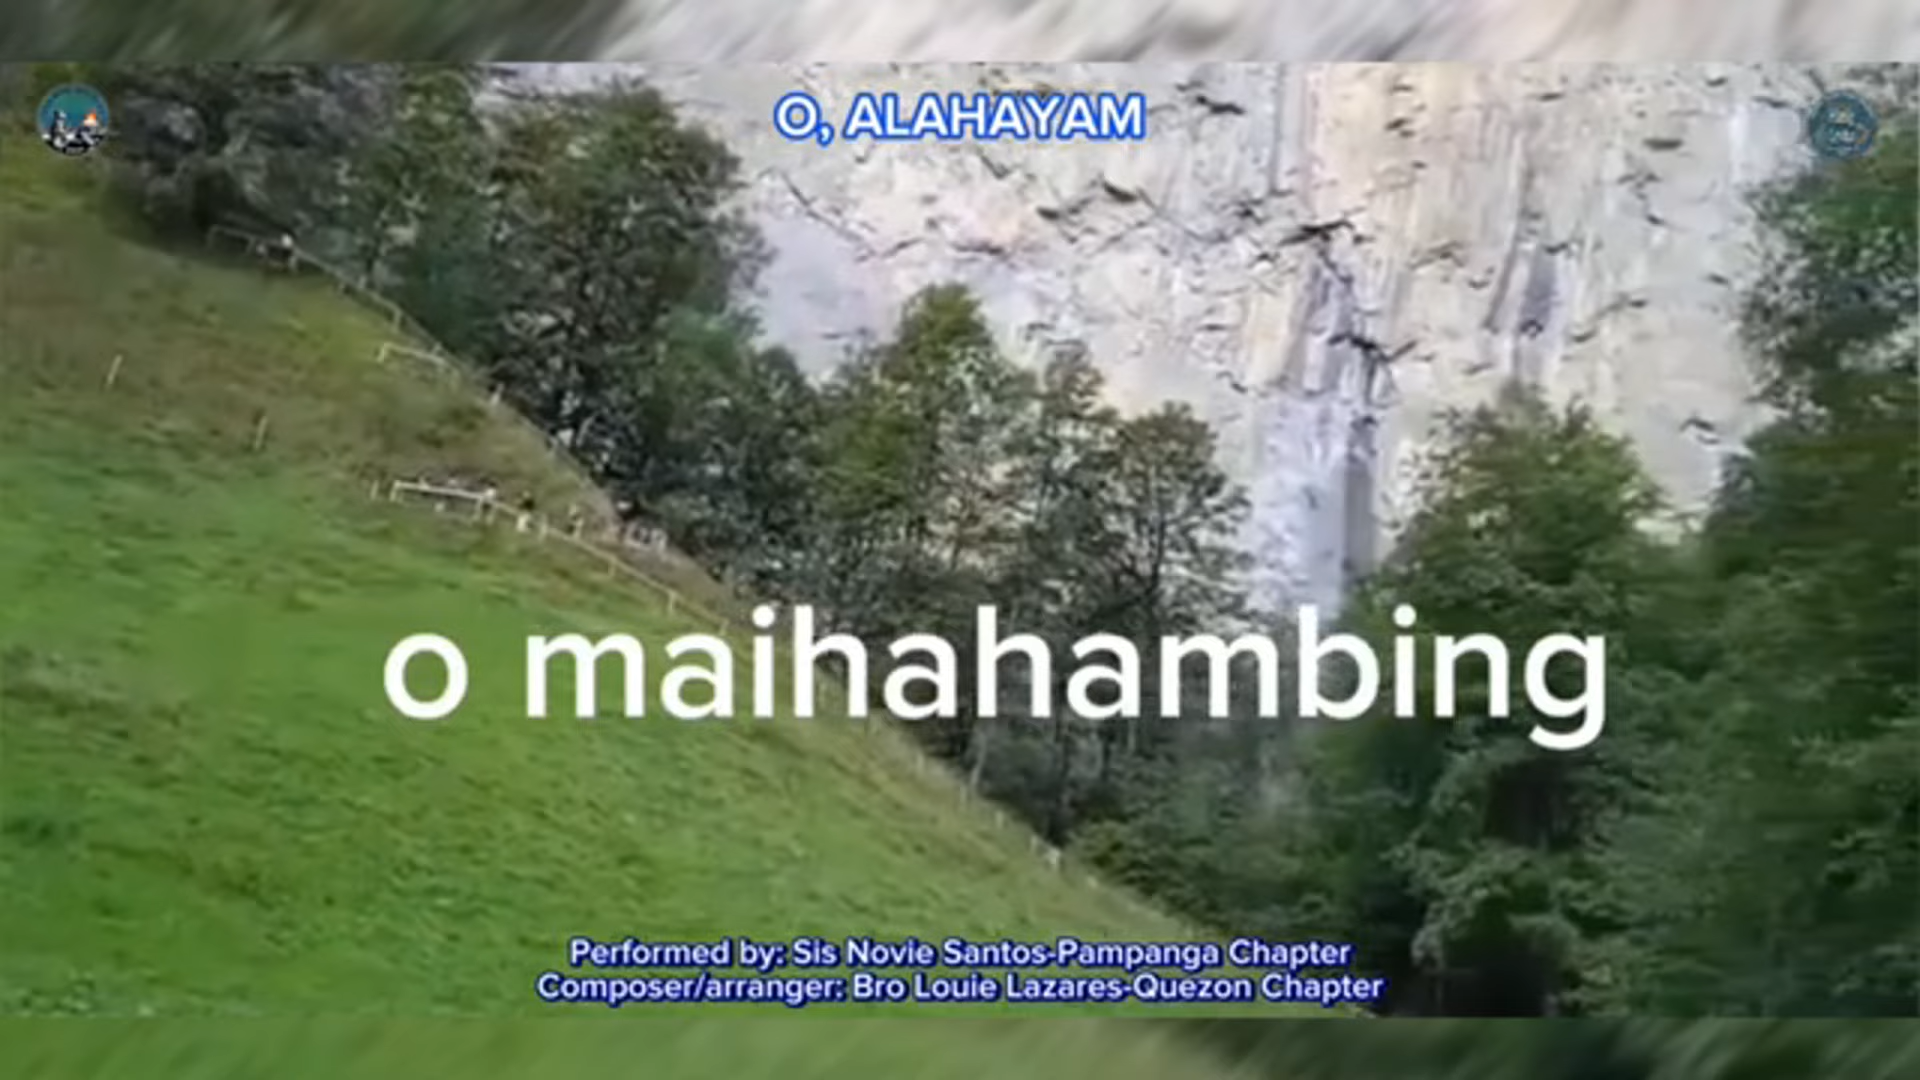 O, ALAHAYAM
o maihahambing
Performed by: Sis Novie Santos-Pampanga Chapter
Composer/arranger: Bro Louie Lazares-Quezon Chapter